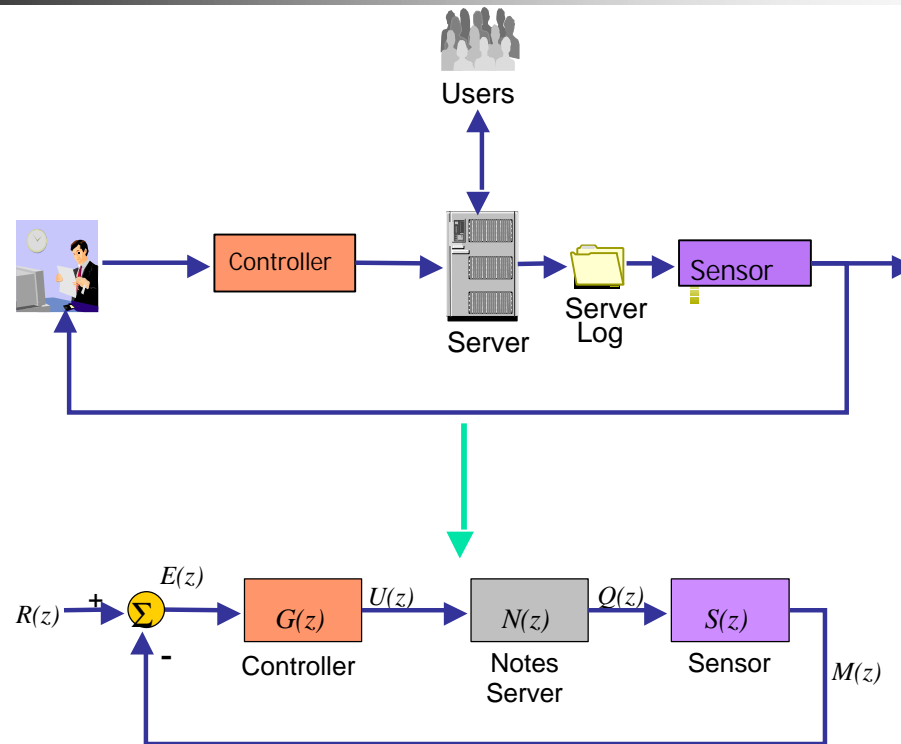 Users
Controller
Sensor
Server
Server
Log
E(z)
U(z)
Q(z)
R(z)
+
Σ
G(z)
N(z)
S(z)
-
Controller
Notes
Server
Sensor
M(z)